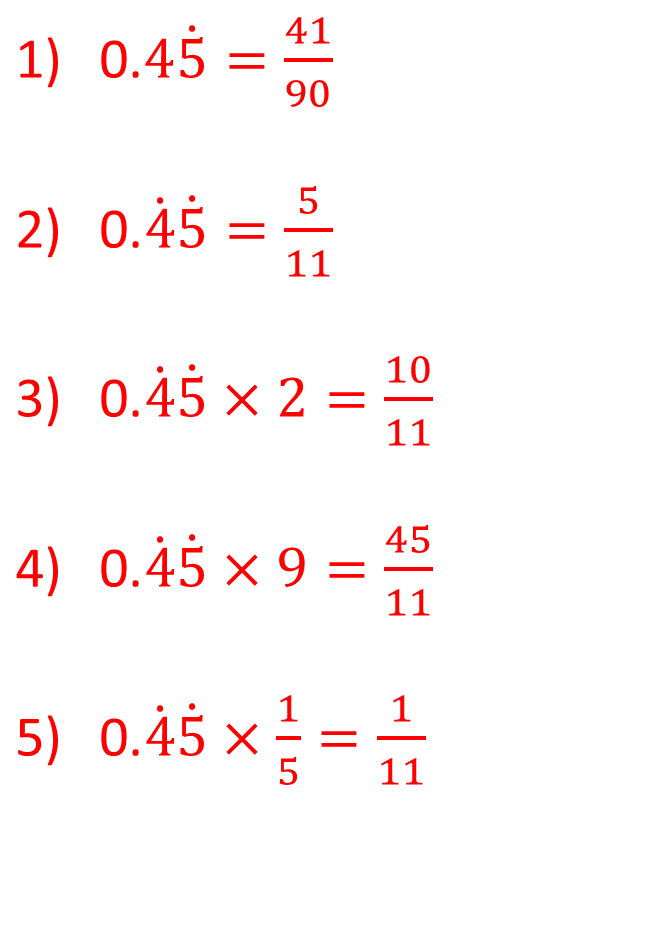 1) 0.45̇ = 41/90
2) 0.4̇5̇ = 5/11
3) 0.4̇5̇ × 2 = 10/11
4) 0.4̇5̇ × 9 = 45/11
5) 0.4̇5̇ × 1/5 = 1/11